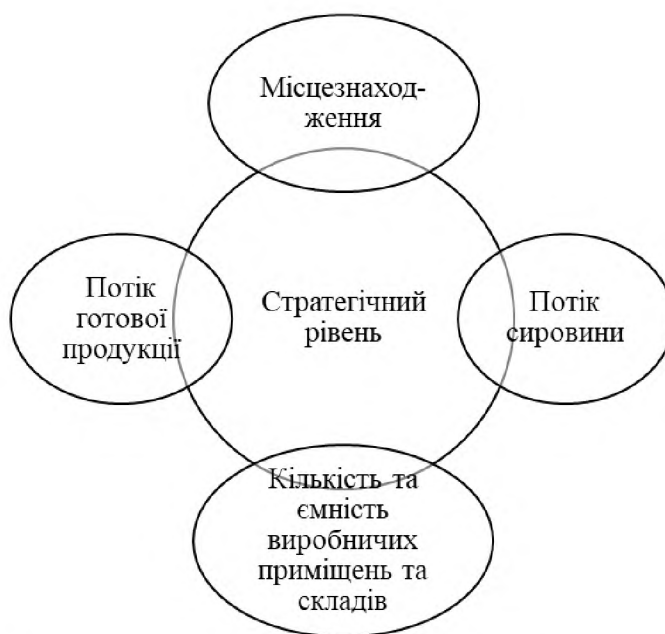 Місцезнаход-
ження
Потік
готової
продукції
Стратегічний
рівень
Потік
сировини
Кількість та
ємність
виробничих
приміщень та
складів